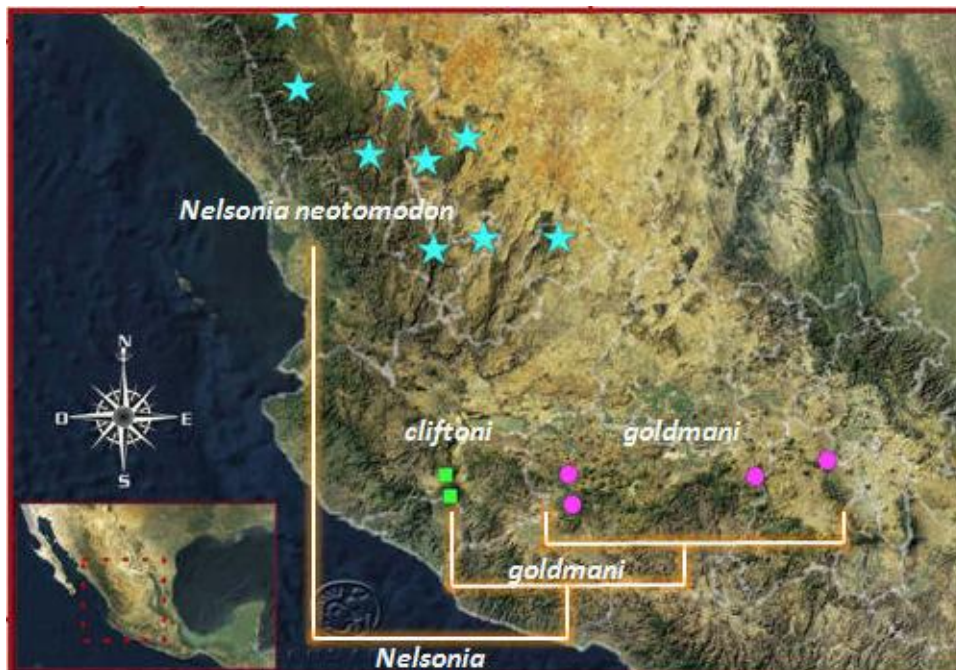 Nelsonia neotomodon
N
O E
S
cliftoni goldmani
goldmani
Nelsonia